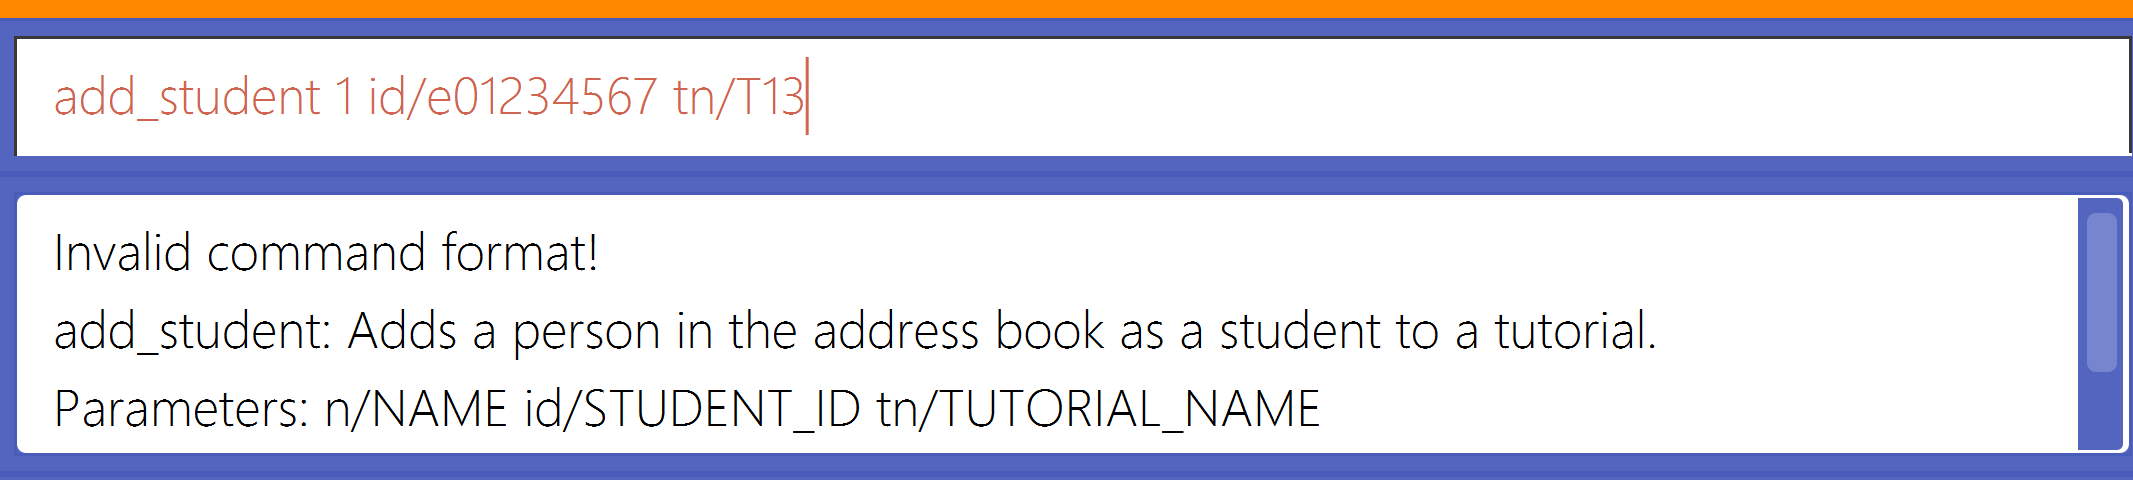 add_student 1 id/e01234567 tn/T13
Invalid command format!
add_student: Adds a person in the address book as a student to a tutorial.
Parameters: n/NAME id/STUDENT_ID tn/TUTORIAL_NAME